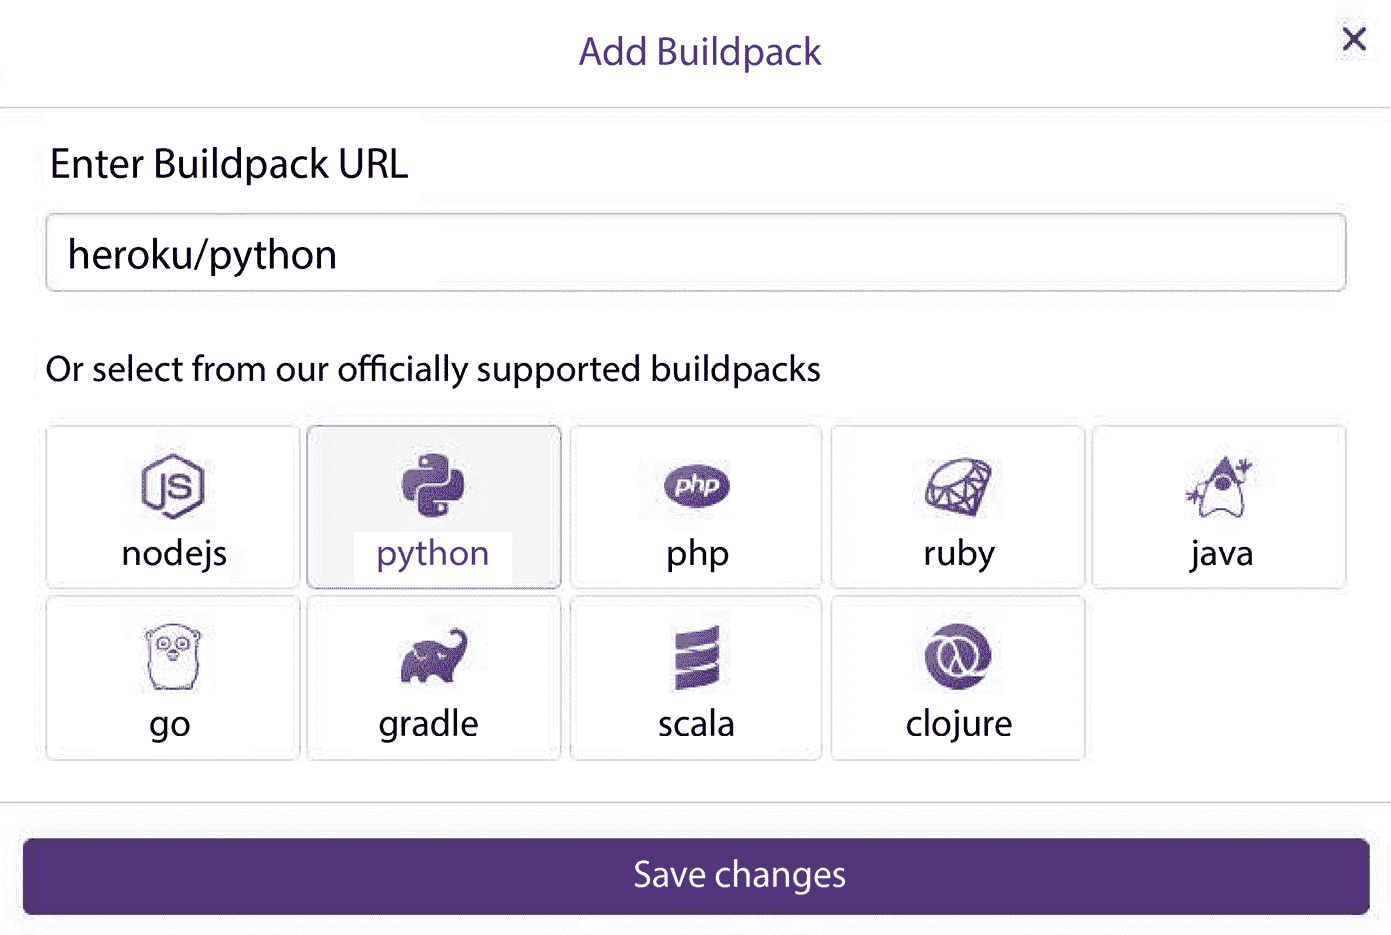 Add Buildpack
Enter Buildpack URL
heroku/python
Or select from our officially supported buildpacks
JS
php
nodejs
python
php
ruby
java
go
gradle
scala
clojure
Save changes